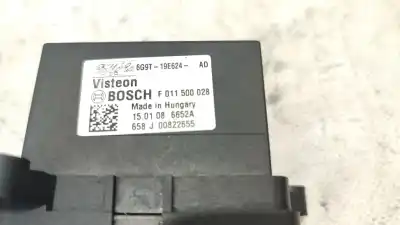 6G9T-19E624- AD
Visteon
BOSCH F 011 500 028
Made in Hungary
15.01.08 6652A
658 J 00822655